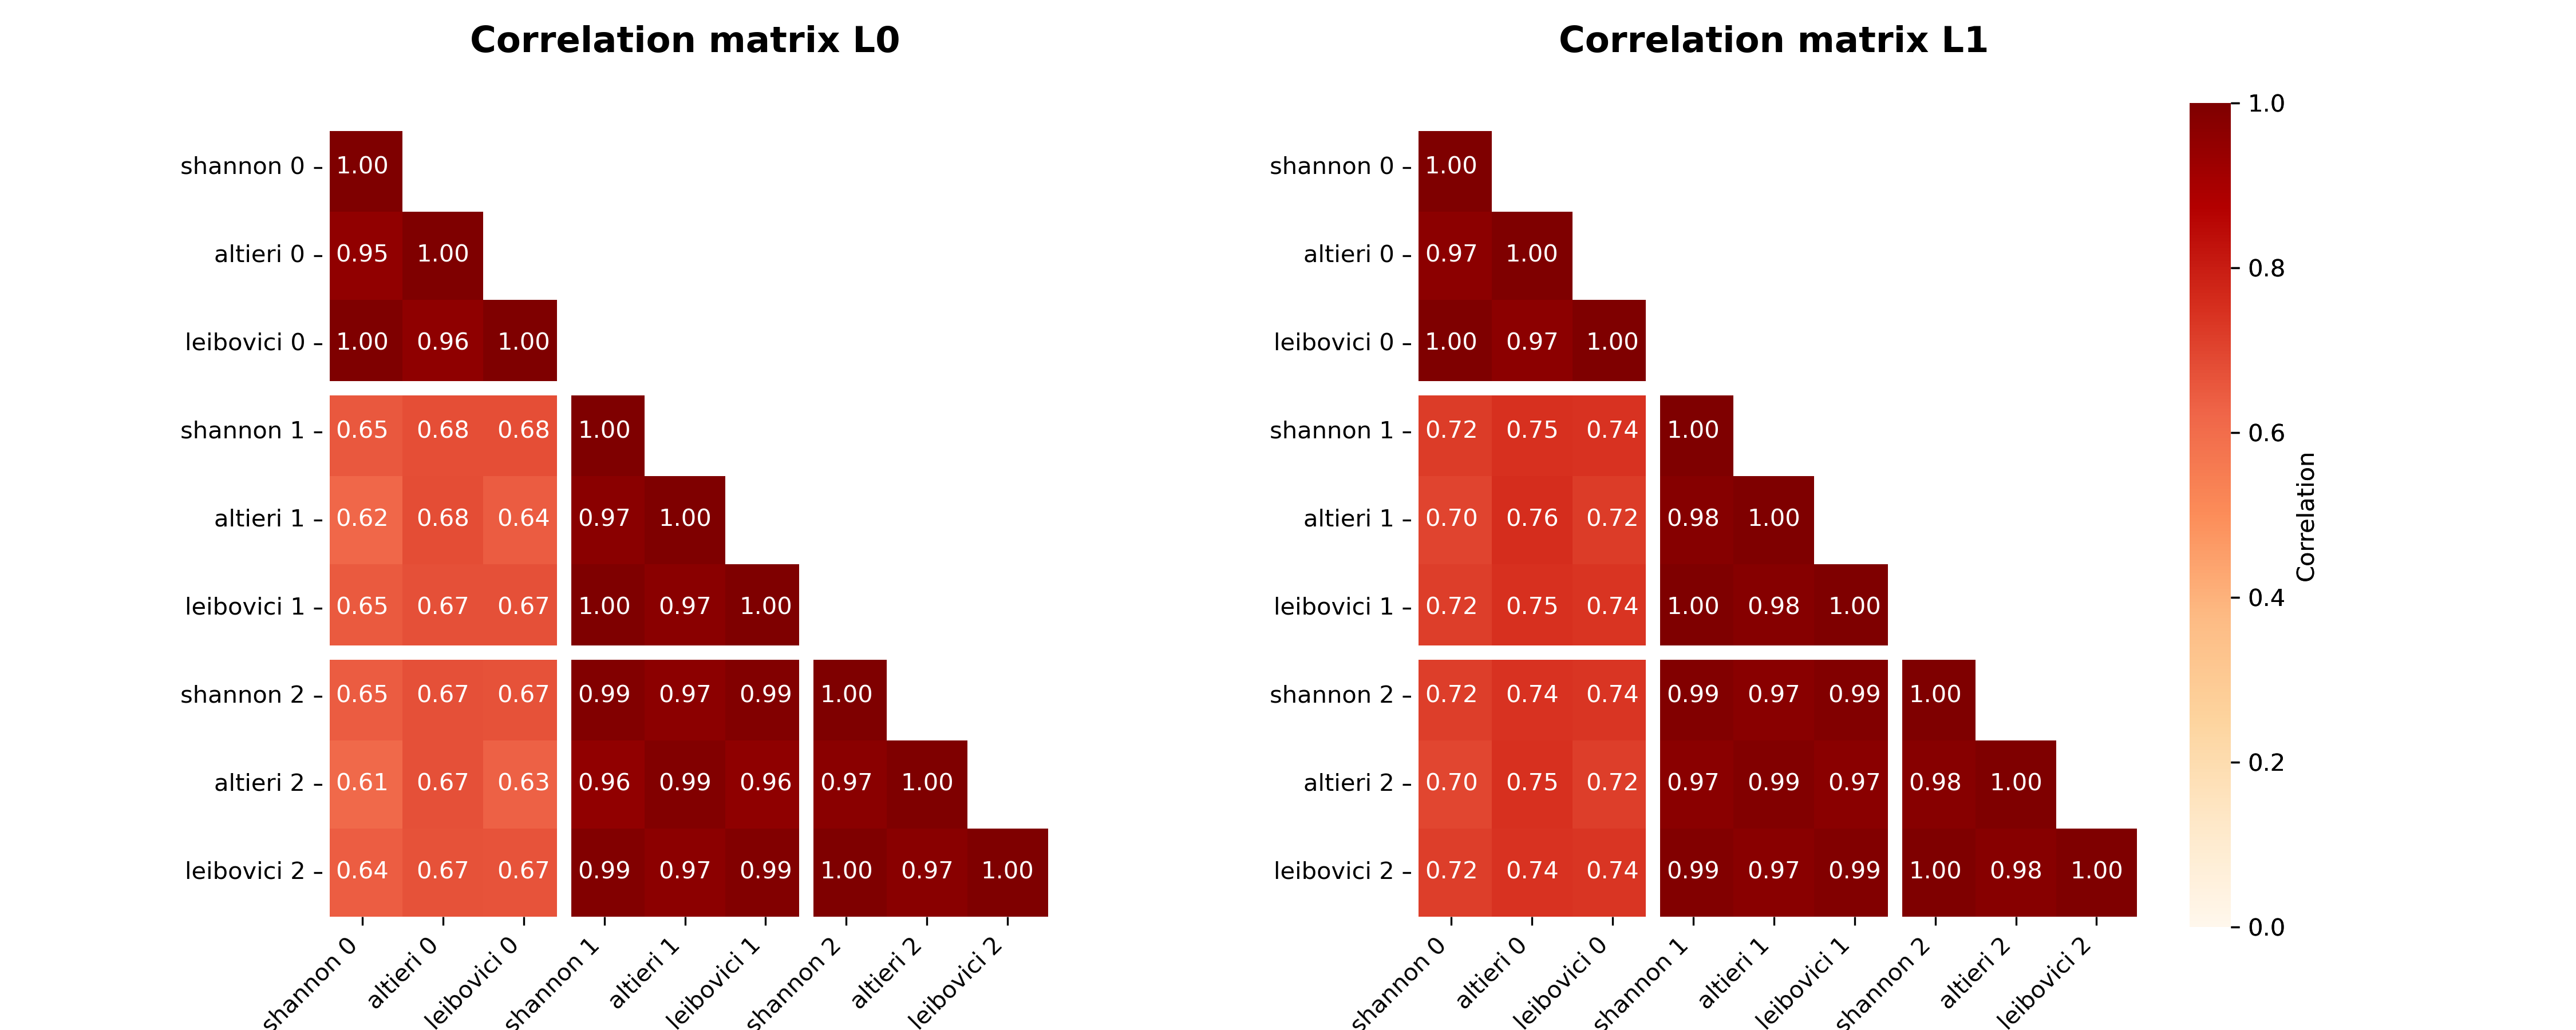 Correlation matrix L0
shannon 0
1.00
altieri 0
0.95 1.00
leibovici 0
1.00 0.96 1.00
shannon 1
0.65 0.68 0.68 1.00
altieri 1
0.62 0.68 0.64 0.97 1.00
leibovici 1
0.65 0.67 0.67 1.00 0.97 1.00
shannon 2
0.65 0.67 0.67 0.99 0.97 0.99 1.00
altieri 2
0.61 0.67 0.63 0.96 0.99 0.96 0.97 1.00
leibovici 2
0.64 0.67 0.67 0.99 0.97 0.99 1.00 0.97 1.00
shannon 0
altieri 0
leibovici 0
shannon 1
altieri 1
leibovici 1
shannon 2
altieri 2
leibovici 2
Correlation matrix L1
shannon 0
1.00
altieri 0
0.97 1.00
leibovici 0
1.00 0.97 1.00
shannon 1
0.72 0.75 0.74 1.00
altieri 1
0.70 0.76 0.72 0.98 1.00
leibovici 1
0.72 0.75 0.74 1.00 0.98 1.00
shannon 2
0.72 0.74 0.74 0.99 0.97 0.99 1.00
altieri 2
0.70 0.75 0.72 0.97 0.99 0.97 0.98 1.00
leibovici 2
0.72 0.74 0.74 0.99 0.97 0.99 1.00 0.98 1.00
shannon 0
altieri 0
leibovici 0
shannon 1
altieri 1
leibovici 1
shannon 2
altieri 2
leibovici 2
1.0
0.8
0.6
0.4
0.2
0.0
Correlation